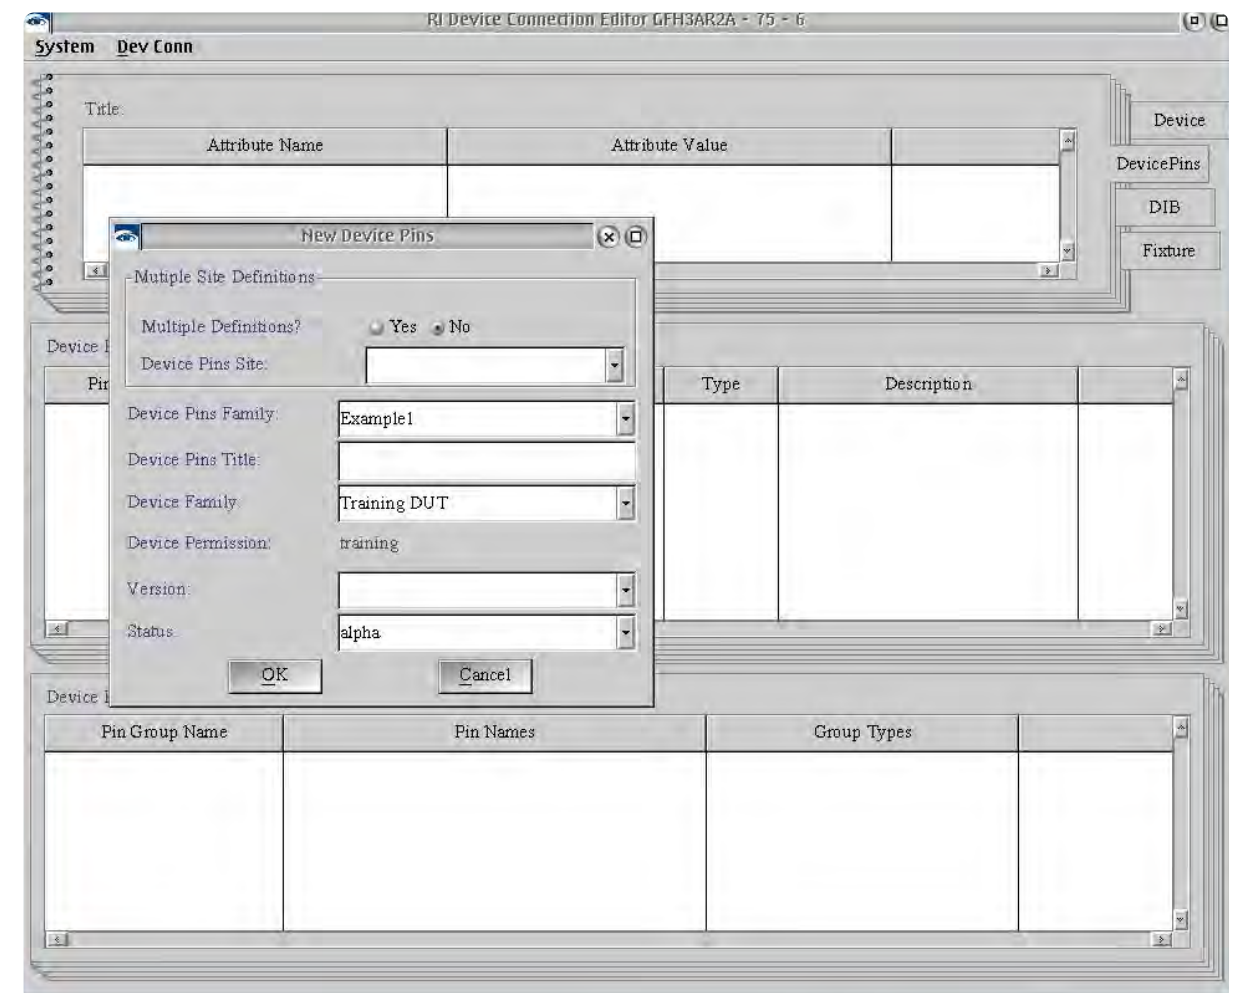 RI Device Connection Editor GFH3AR2A - 75 - 6
System Dev Conn
Title:
Attribute Name Attribute Value
Device
DevicePins
DIB
Fixture
New Device Pins
Mutiple Site Definitions
Multiple Definitions? Yes No
Device Pins Site:
Device Pins Family: Example1
Device Pins Title:
Device Family: Training DUT
Device Permission: training
Version:
Status: alpha
OK Cancel
Device
Type Description
Device
Pin Group Name Pin Names Group Types